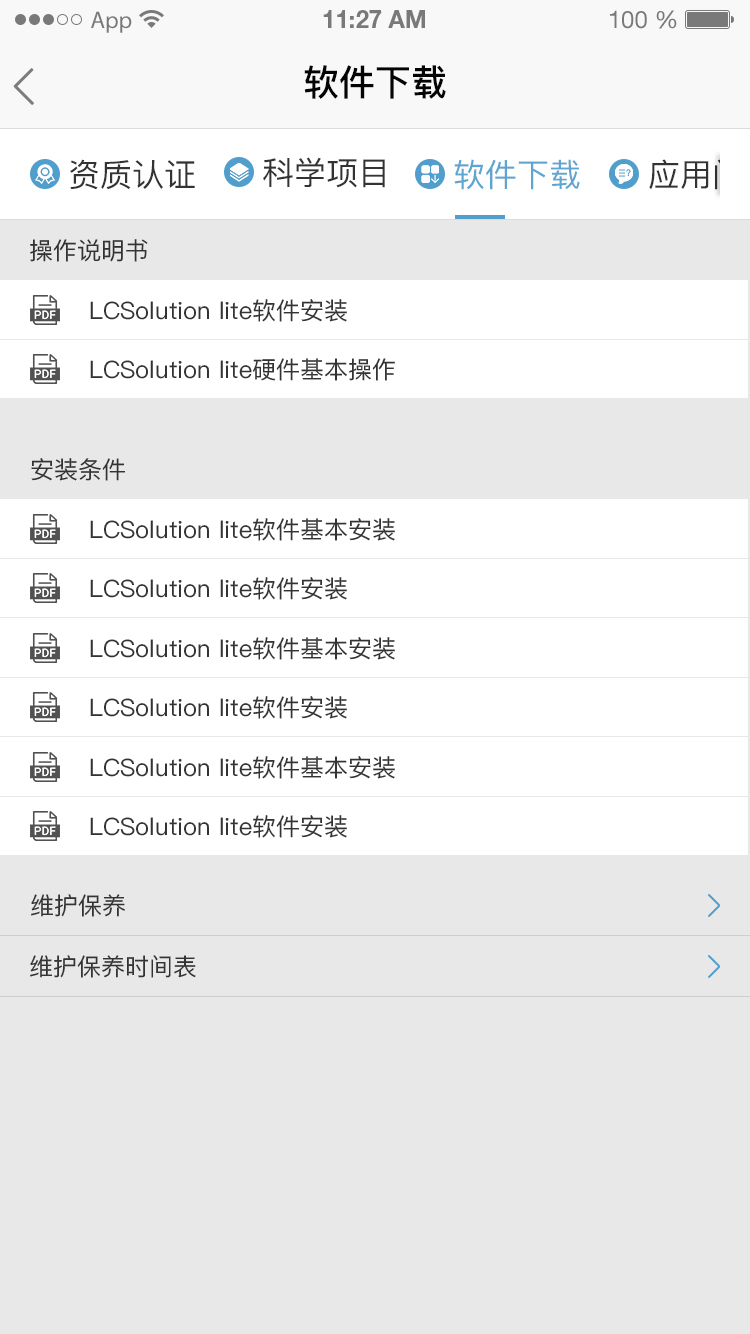 App 11:27 AM 100 %
软件下载
资质认证 科学项目 软件下载 应用
操作说明书
PDF LCSolution lite软件安装
PDF LCSolution lite硬件基本操作
安装条件
PDF LCSolution lite软件基本安装
PDF LCSolution lite软件安装
PDF LCSolution lite软件基本安装
PDF LCSolution lite软件安装
PDF LCSolution lite软件基本安装
PDF LCSolution lite软件安装
维护保养
维护保养时间表